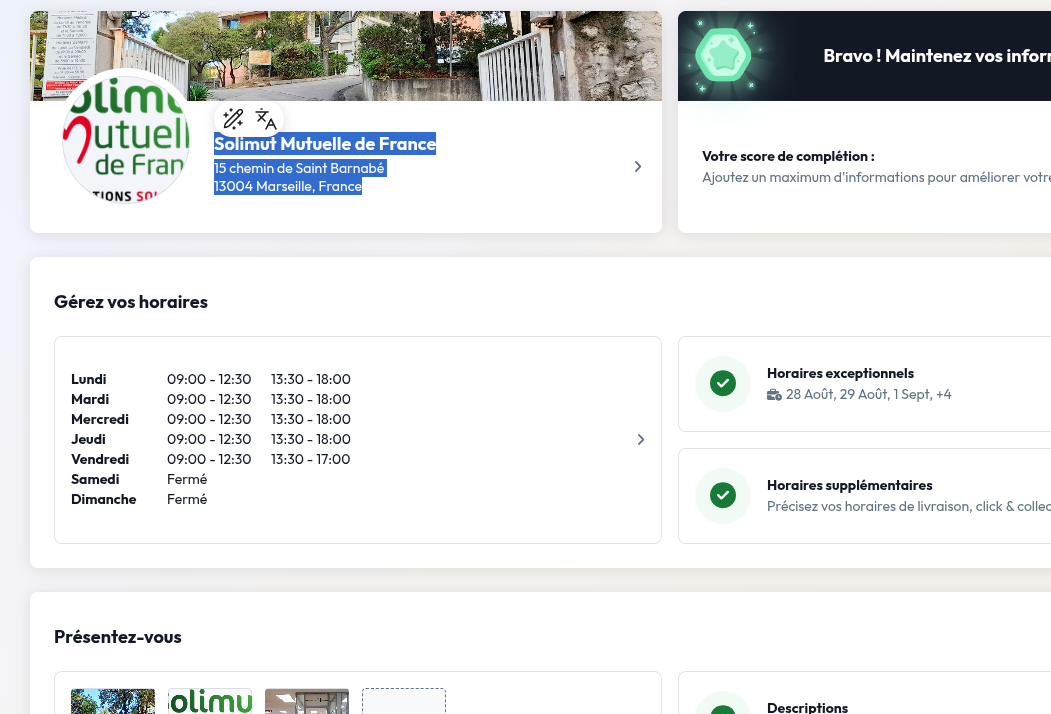 Bravo ! Maintenez vos
olimu
utuell
de Fran
TIONS
Solimut Mutuelle de France
15 chemin de Saint Barnabé
13004 Marseille, France
Votre score de complétion :
Ajoutez un maximum d'informations pour améliorer
Gérez vos horaires
Lundi 09:00 - 12:30 13:30 - 18:00
Mardi 09:00 - 12:30 13:30 - 18:00
Mercredi 09:00 - 12:30 13:30 - 18:00
Jeudi 09:00 - 12:30 13:30 - 18:00
Vendredi 09:00 - 12:30 13:30 - 17:00
Samedi Fermé
Dimanche Fermé
Horaires exceptionnels
28 Août, 29 Août, 1 Sept, +4
Horaires supplémentaires
Précisez vos horaires de livraison, click &
Présentez-vous
olimu
Descriptions